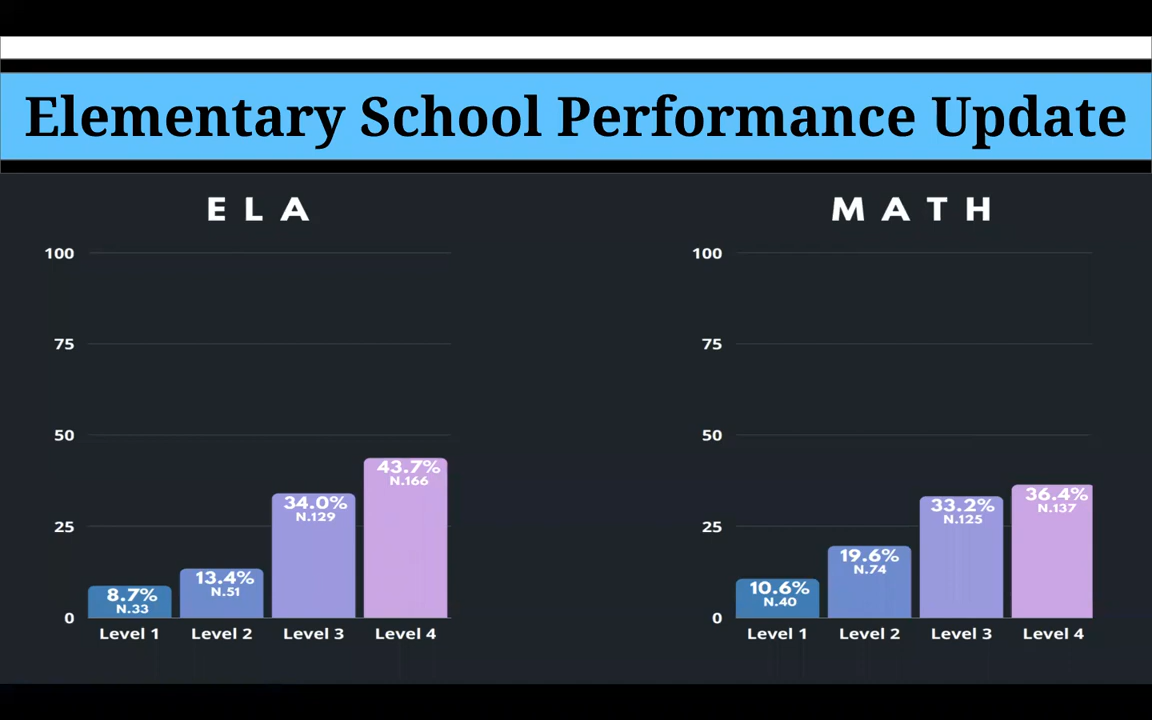 Elementary School Performance Update
ELA
100
75
50
25
0
8.7%
N.33
13.4%
N.51
34.0%
N.129
43.7%
N.166
Level 1 Level 2 Level 3 Level 4
MATH
100
75
50
25
0
10.6%
N.40
19.6%
N.74
33.2%
N.125
36.4%
N.137
Level 1 Level 2 Level 3 Level 4